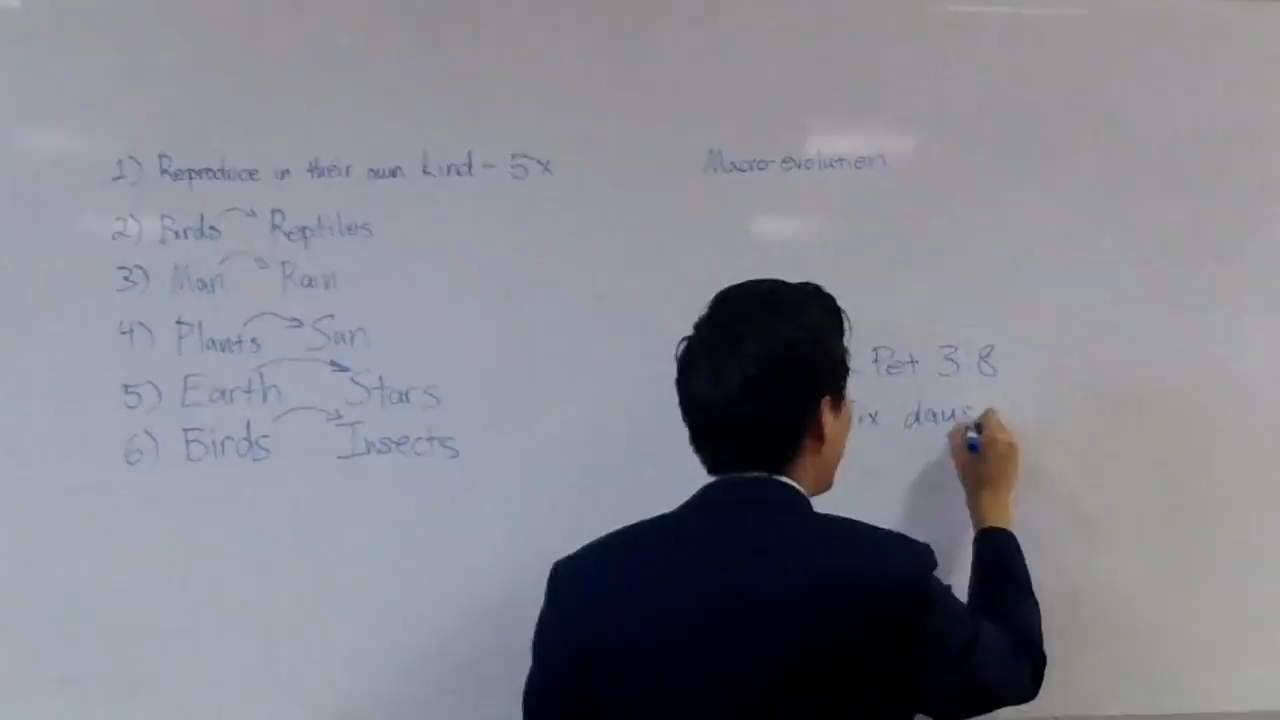 1) Reproduce in their own kind - 5x
2) Birds Reptiles
3) Man Rain
4) Plants Sun
5) Earth Stars
6) Birds Insects
Macro-evolution
Pet 3 8
days